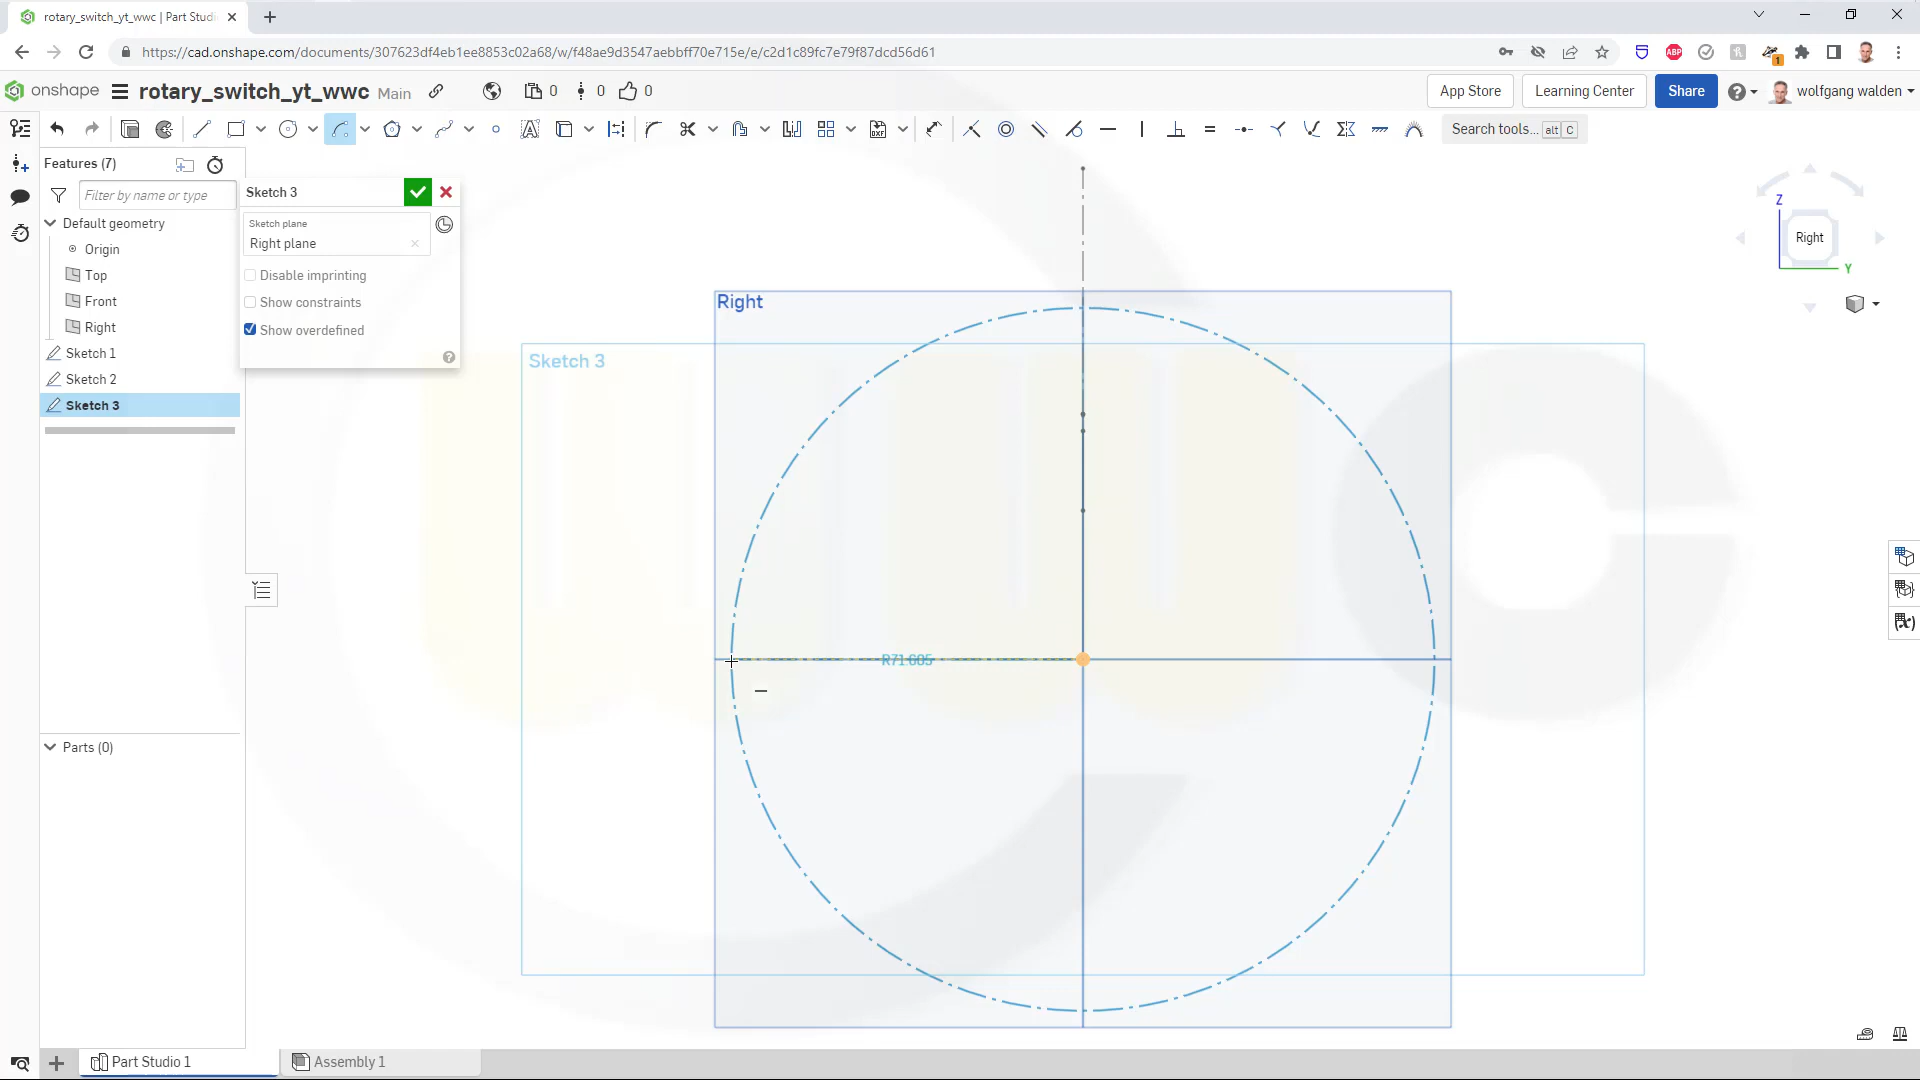 rotary_switch_yt_wwc | Part Studi
https://cad.onshape.com/documents/307623df4eb1ee8853c02a68/w/f48ae9d3547aebbff70e715e/e/c2d1c89fc7e79f87dcd56d61
ABP
1
onshape
rotary_switch_yt_wwc Main
0
0
0
App Store
Learning Center
Share
wolfgang walden
DXF
Search tools... alt C
Features (7)
Filter by name or type
Default geometry
Origin
Top
Front
Right
Sketch 1
Sketch 2
Sketch 3
Parts (0)
Sketch 3
Sketch plane
Right plane
Disable imprinting
Show constraints
Show overdefined
Right
Sketch 3
R71.605
Z
Right
Y
(x)
Part Studio 1
Assembly 1